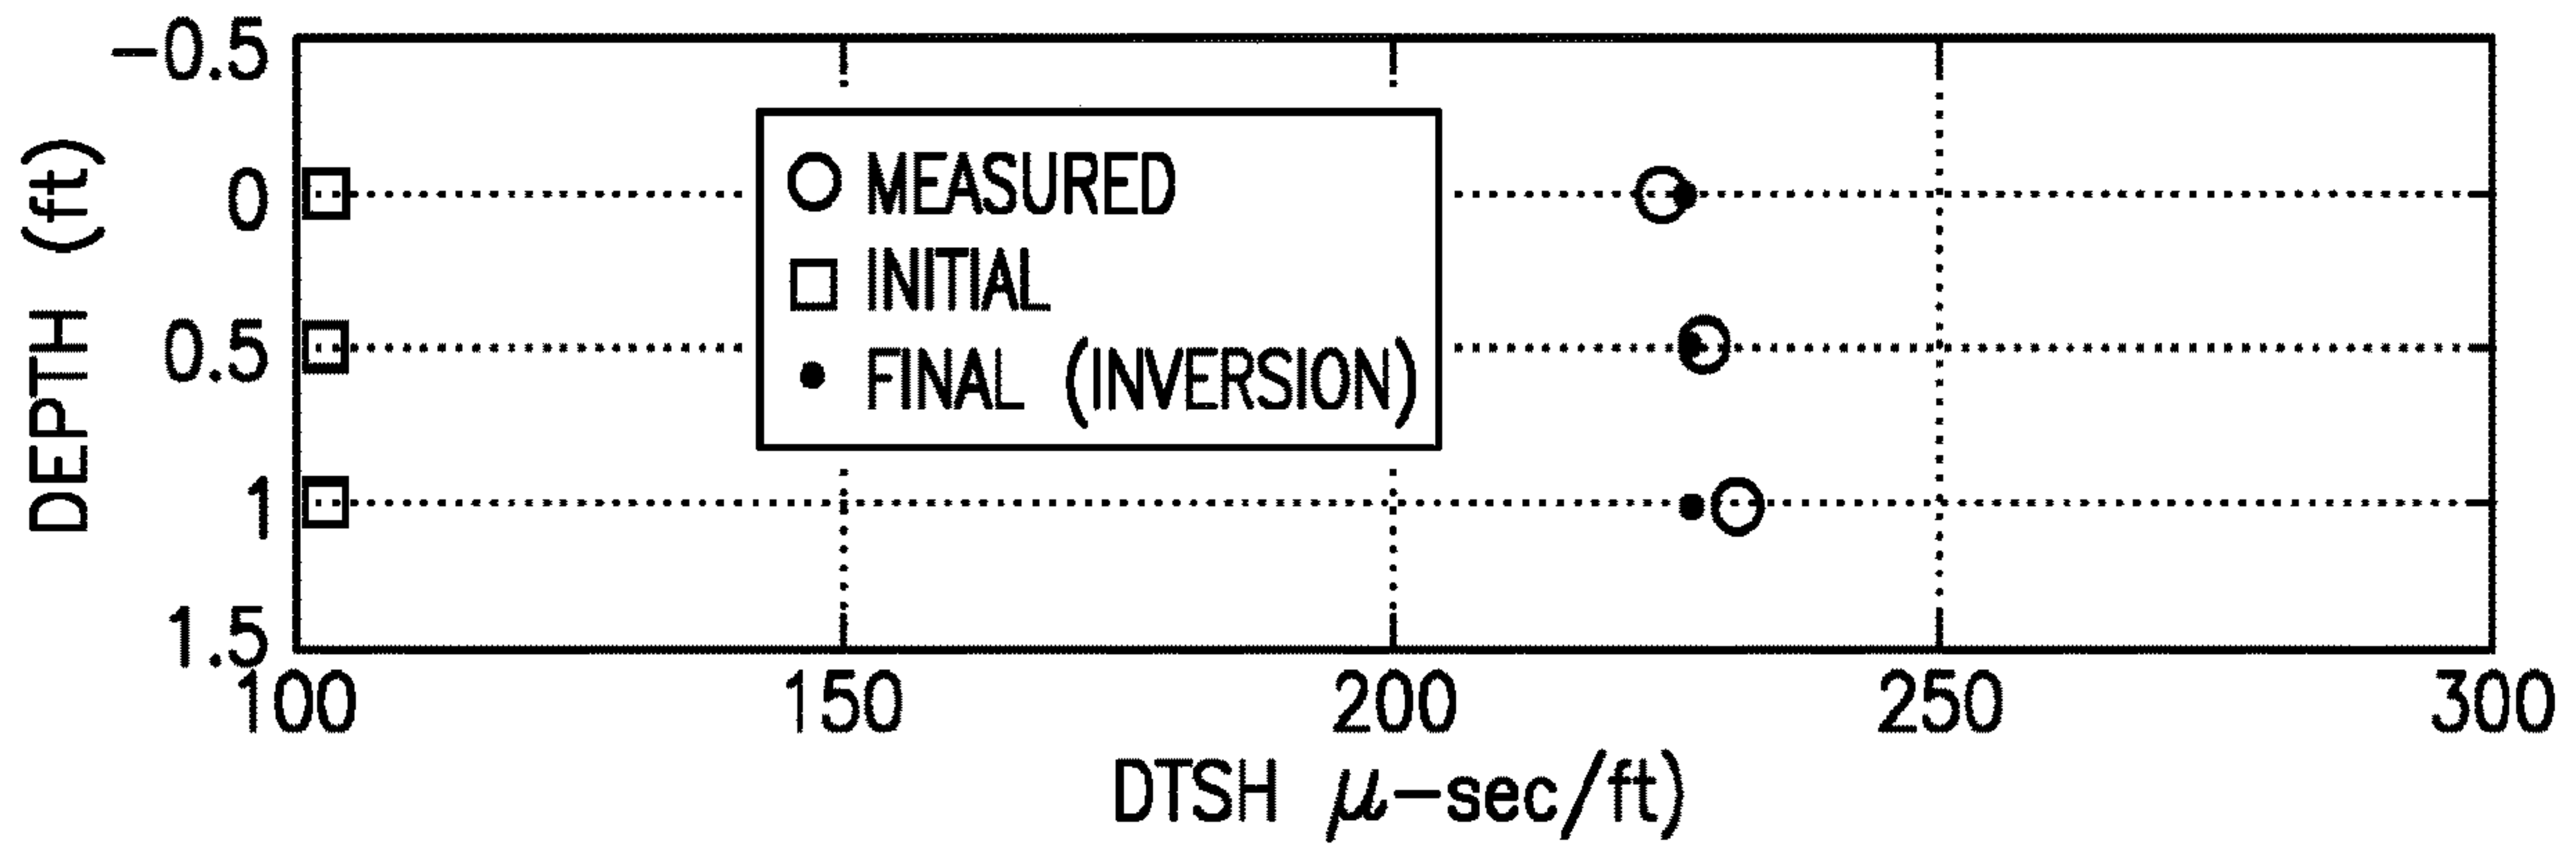 -0.5
0
0.5
1
1.5
DEPTH (ft)
MEASURED
INITIAL
FINAL (INVERSION)
100 150 200 250 300
DTSH μ-sec/ft)